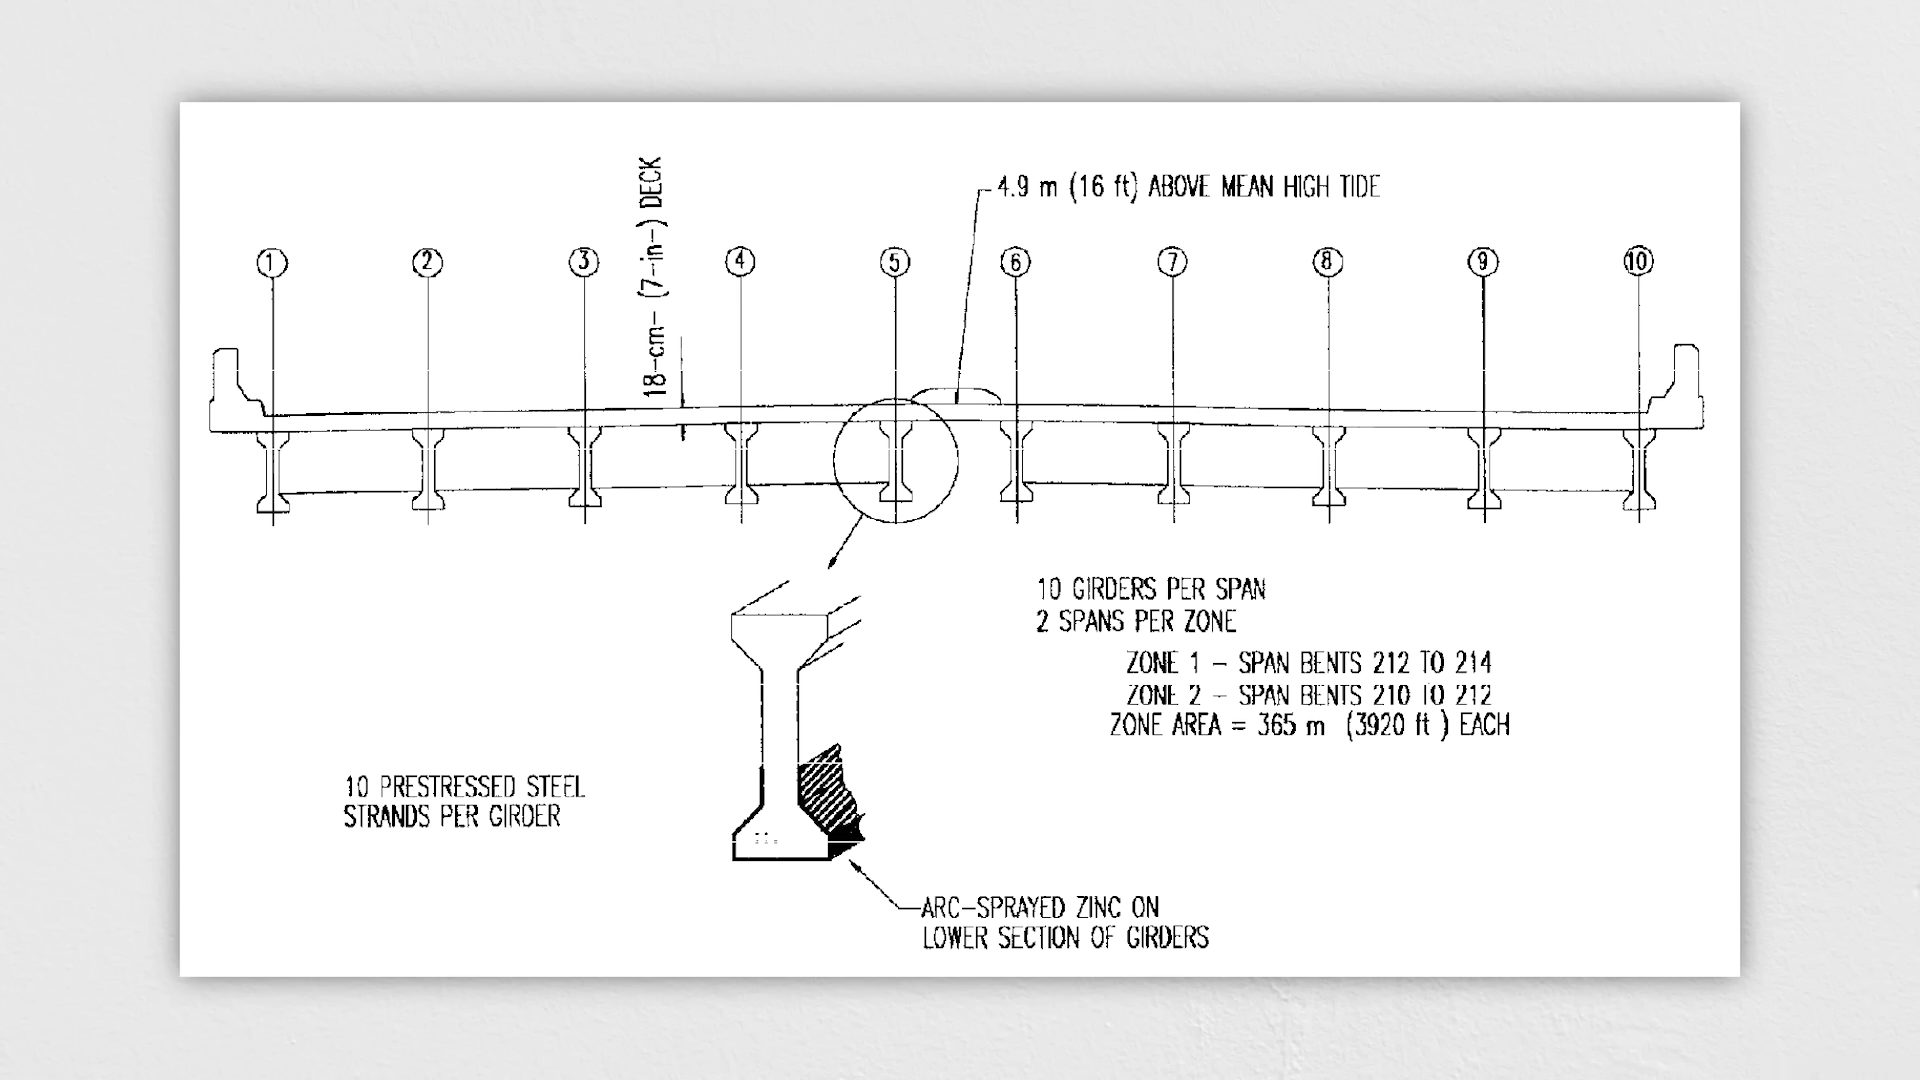 18-cm- (7-in-) DECK
4.9 m (16 ft) ABOVE MEAN HIGH TIDE
1 2 3 4 5 6 7 8 9 10
10 GIRDERS PER SPAN
2 SPANS PER ZONE
ZONE 1 - SPAN BENTS 212 TO 214
ZONE 2 - SPAN BENTS 210 TO 212
ZONE AREA = 365 m (3920 ft ) EACH
10 PRESTRESSED STEEL
STRANDS PER GIRDER
ARC-SPRAYED ZINC ON
LOWER SECTION OF GIRDERS